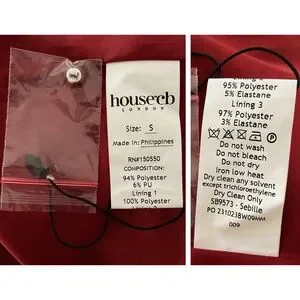 house of cb
LONDON
Size: S
Made in: Philippines
RN#150550
COMPOSITION:
94% Polyester
6% PU
Lining 1
100% Polyester
95% Polyester
5% Elastane
Lining 3
97% Polyester
3% Elastane
Do not wash
Do not bleach
Do not dry
Iron low heat
Dry clean any solvent
except trichloroethylene
Dry Clean Only
SB9573 - Sebille
PO 231023BW09MM
009